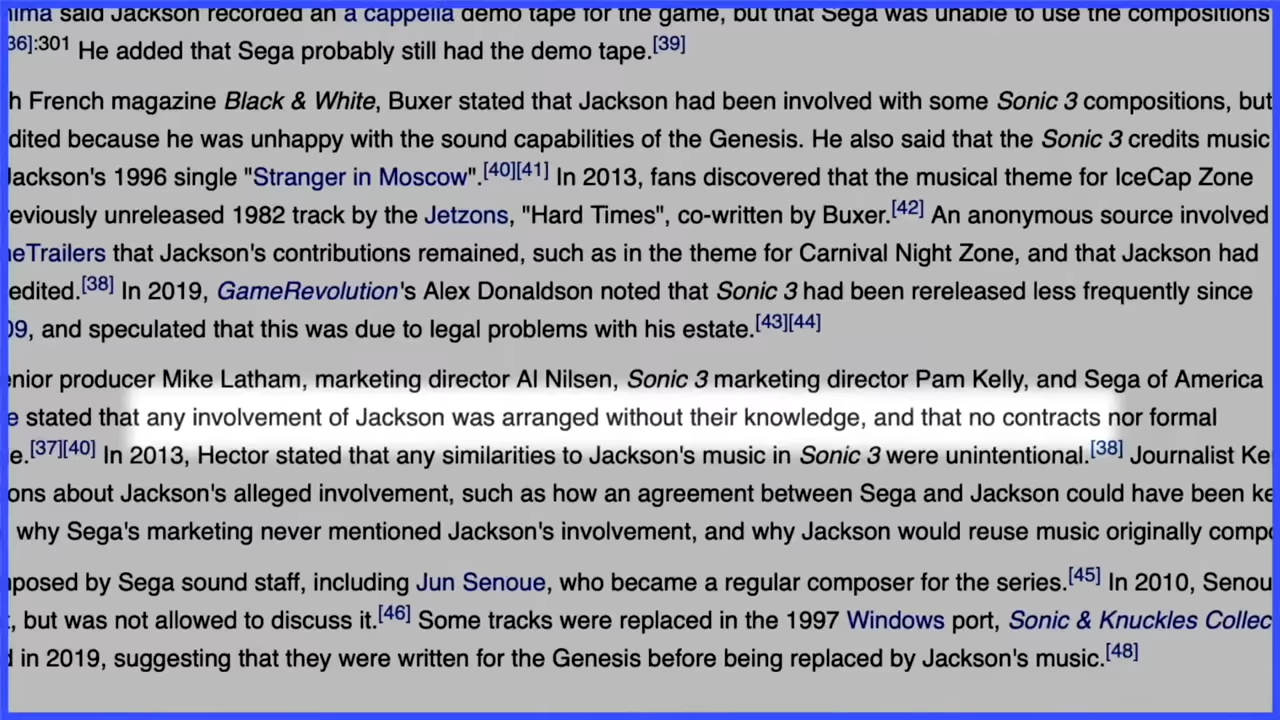 said Jackson recorded an a cappella demo tape for the game, but that Sega was unable to use the compositions
36]:301 He added that Sega probably still had the demo tape.[39]
h French magazine Black & White, Buxer stated that Jackson had been involved with some Sonic 3 compositions, but
dited because he was unhappy with the sound capabilities of the Genesis. He also said that the Sonic 3 credits music
Jackson's 1996 single "Stranger in Moscow".[40][41] In 2013, fans discovered that the musical theme for IceCap Zone
eviously unreleased 1982 track by the Jetzons, "Hard Times", co-written by Buxer.[42] An anonymous source involved
eTrailers that Jackson's contributions remained, such as in the theme for Carnival Night Zone, and that Jackson had
edited.[38] In 2019, GameRevolution's Alex Donaldson noted that Sonic 3 had been rereleased less frequently since
09, and speculated that this was due to legal problems with his estate.[43][44]
enior producer Mike Latham, marketing director Al Nilsen, Sonic 3 marketing director Pam Kelly, and Sega of America
e stated that any involvement of Jackson was arranged without their knowledge, and that no contracts nor formal
e.[37][40] In 2013, Hector stated that any similarities to Jackson's music in Sonic 3 were unintentional.[38] Journalist Ke
ons about Jackson's alleged involvement, such as how an agreement between Sega and Jackson could have been ke
why Sega's marketing never mentioned Jackson's involvement, and why Jackson would reuse music originally compo
posed by Sega sound staff, including Jun Senoue, who became a regular composer for the series.[45] In 2010, Senou
, but was not allowed to discuss it.[46] Some tracks were replaced in the 1997 Windows port, Sonic & Knuckles Collec
d in 2019, suggesting that they were written for the Genesis before being replaced by Jackson's music.[48]